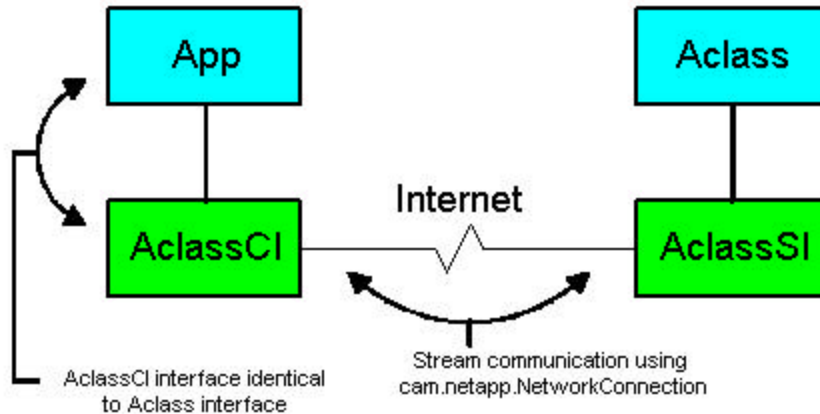 App
Aclass
Internet
AclassCI
AclassSI
AclassCI interface identical
to Aclass interface
Stream communication using
cam.netapp.NetworkConnection